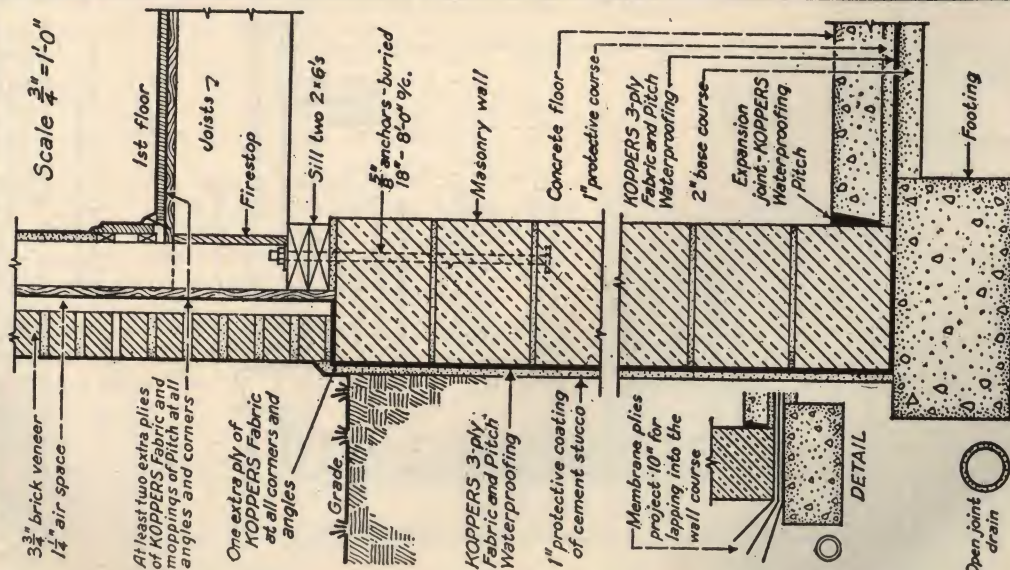 Scale 3/4" = 1'-0"
3 3/4" brick veneer
1 1/4" air space
At least two extra plies
of KOPPERS Fabric and
moppings of Pitch at all
angles and corners
One extra ply of
KOPPERS Fabric
at all corners and
angles
Grade
KOPPERS 3-ply
Fabric and Pitch
Waterproofing
1" protective coating
of cement stucco
Membrane plies
project 10" for
lapping into the
wall course
DETAIL
Open joint
drain
1st floor
Joists
Firestop
Sill two 2x6's
5/8" anchors-buried
18"- 8'-0" o/c.
Masonry wall
Concrete floor
1" protective course
KOPPERS 3-ply
Fabric and Pitch
Waterproofing
2" base course
Expansion
joint-KOPPERS
Waterproofing
Pitch
Footing